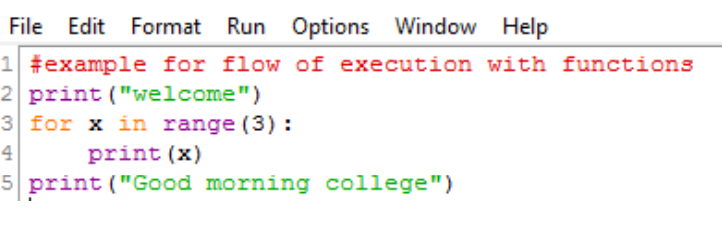 File Edit Format Run Options Window Help
1 #example for flow of execution with functions
2 print("welcome")
3 for x in range(3):
4     print(x)
5 print("Good morning college")